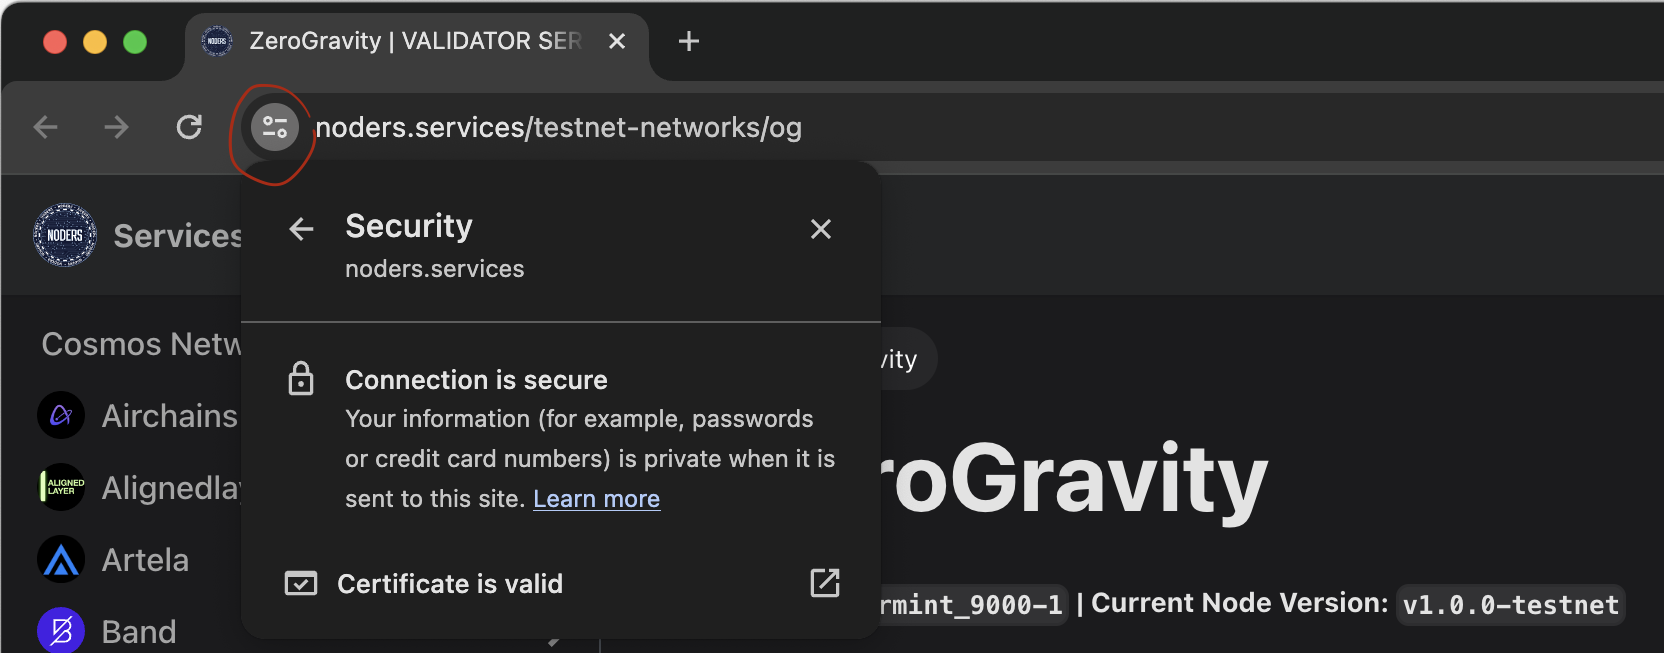 ZeroGravity | VALIDATOR SER
noders.services/testnet-networks/og
NODERS
Services
Security
noders.services
Cosmos Netw
vity
Connection is secure
Your information (for example, passwords
or credit card numbers) is private when it is
sent to this site. Learn more
Airchains
roGravity
ALIGNED
LAYER
Alignedlay
Artela
Certificate is valid
rmint_9000-1 | Current Node Version: v1.0.0-testnet
Band